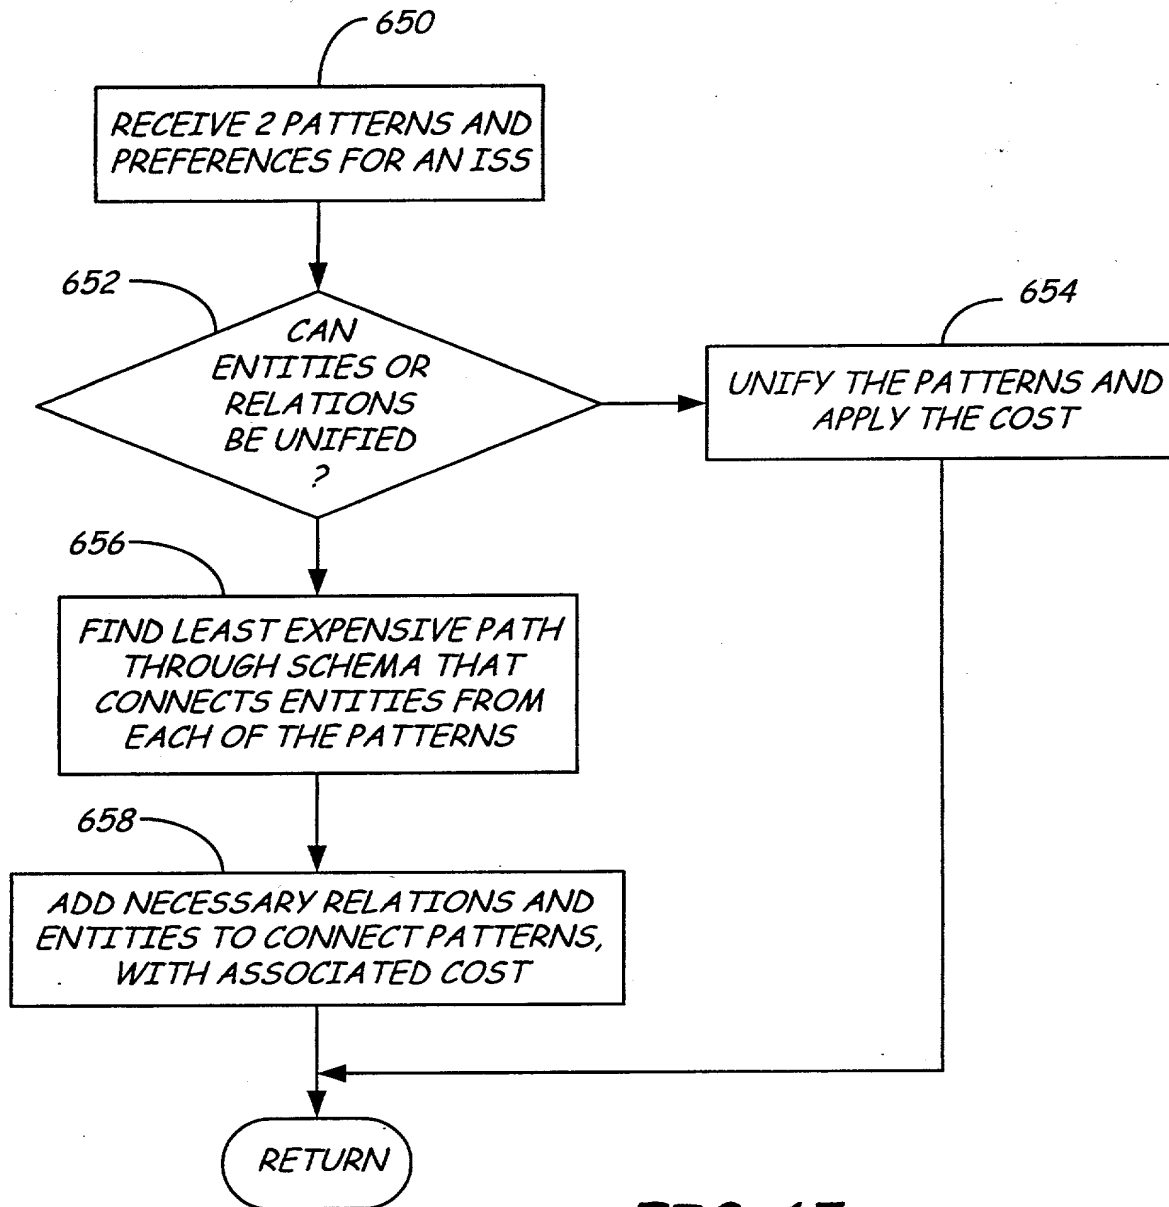 650
RECEIVE 2 PATTERNS AND
PREFERENCES FOR AN ISS
652
CAN
ENTITIES OR
RELATIONS
BE UNIFIED
?
654
UNIFY THE PATTERNS AND
APPLY THE COST
656
FIND LEAST EXPENSIVE PATH
THROUGH SCHEMA THAT
CONNECTS ENTITIES FROM
EACH OF THE PATTERNS
658
ADD NECESSARY RELATIONS AND
ENTITIES TO CONNECT PATTERNS,
WITH ASSOCIATED COST
RETURN